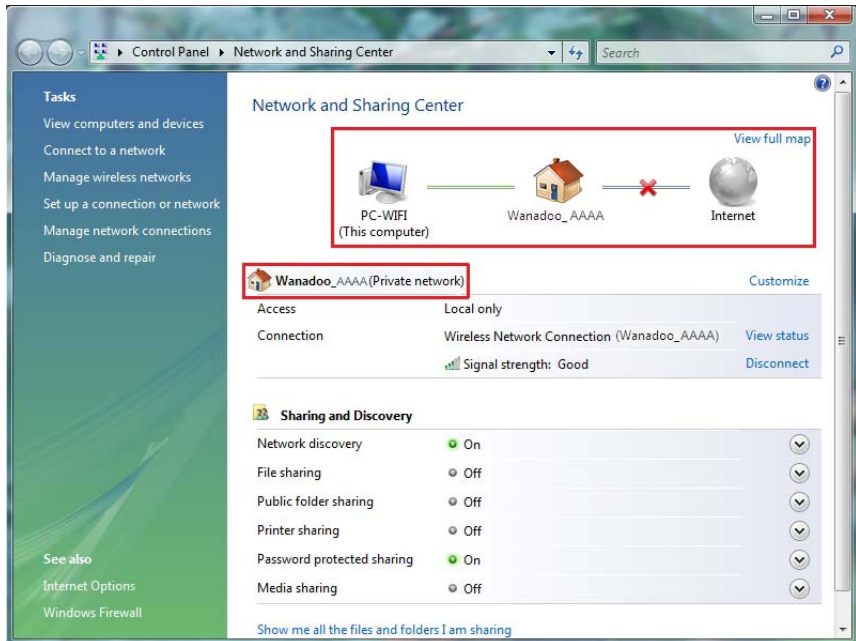 Control Panel ▸ Network and Sharing Center
Search
Tasks
View computers and devices
Connect to a network
Manage wireless networks
Set up a connection or network
Manage network connections
Diagnose and repair
See also
Internet Options
Windows Firewall
Network and Sharing Center
View full map
PC-WIFI
(This computer)
Wanadoo_AAAA
Internet
Wanadoo_AAAA(Private network)
Customize
Access Local only
Connection Wireless Network Connection (Wanadoo_AAAA) View status
Signal strength: Good Disconnect
Sharing and Discovery
Network discovery On
File sharing Off
Public folder sharing Off
Printer sharing Off
Password protected sharing On
Media sharing Off
Show me all the files and folders I am sharing